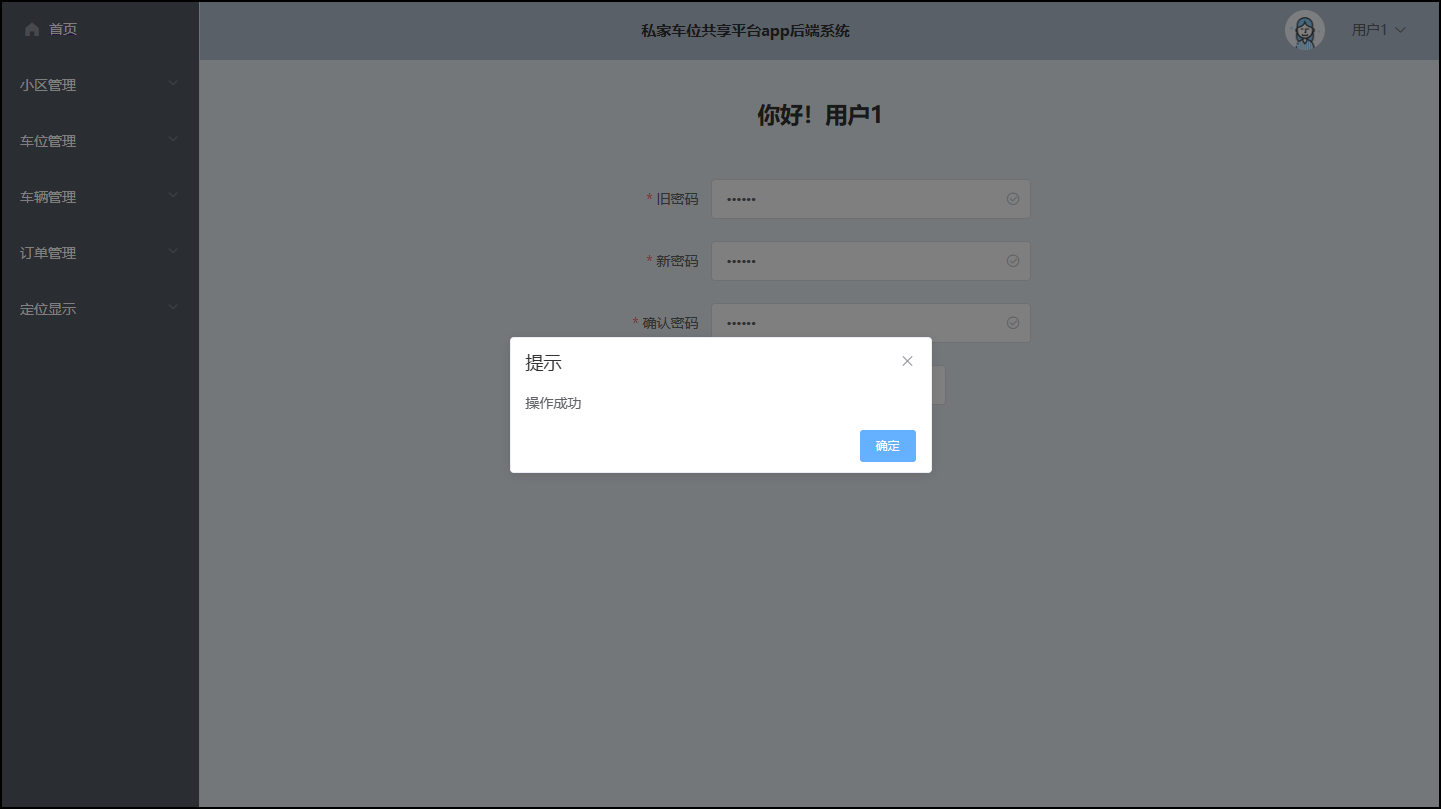 首页
小区管理
车位管理
车辆管理
订单管理
定位显示
私家车位共享平台app后端系统
用户1
你好！用户1
* 旧密码 ••••••
* 新密码 ••••••
* 确认密码 ••••••
提示
操作成功
确定